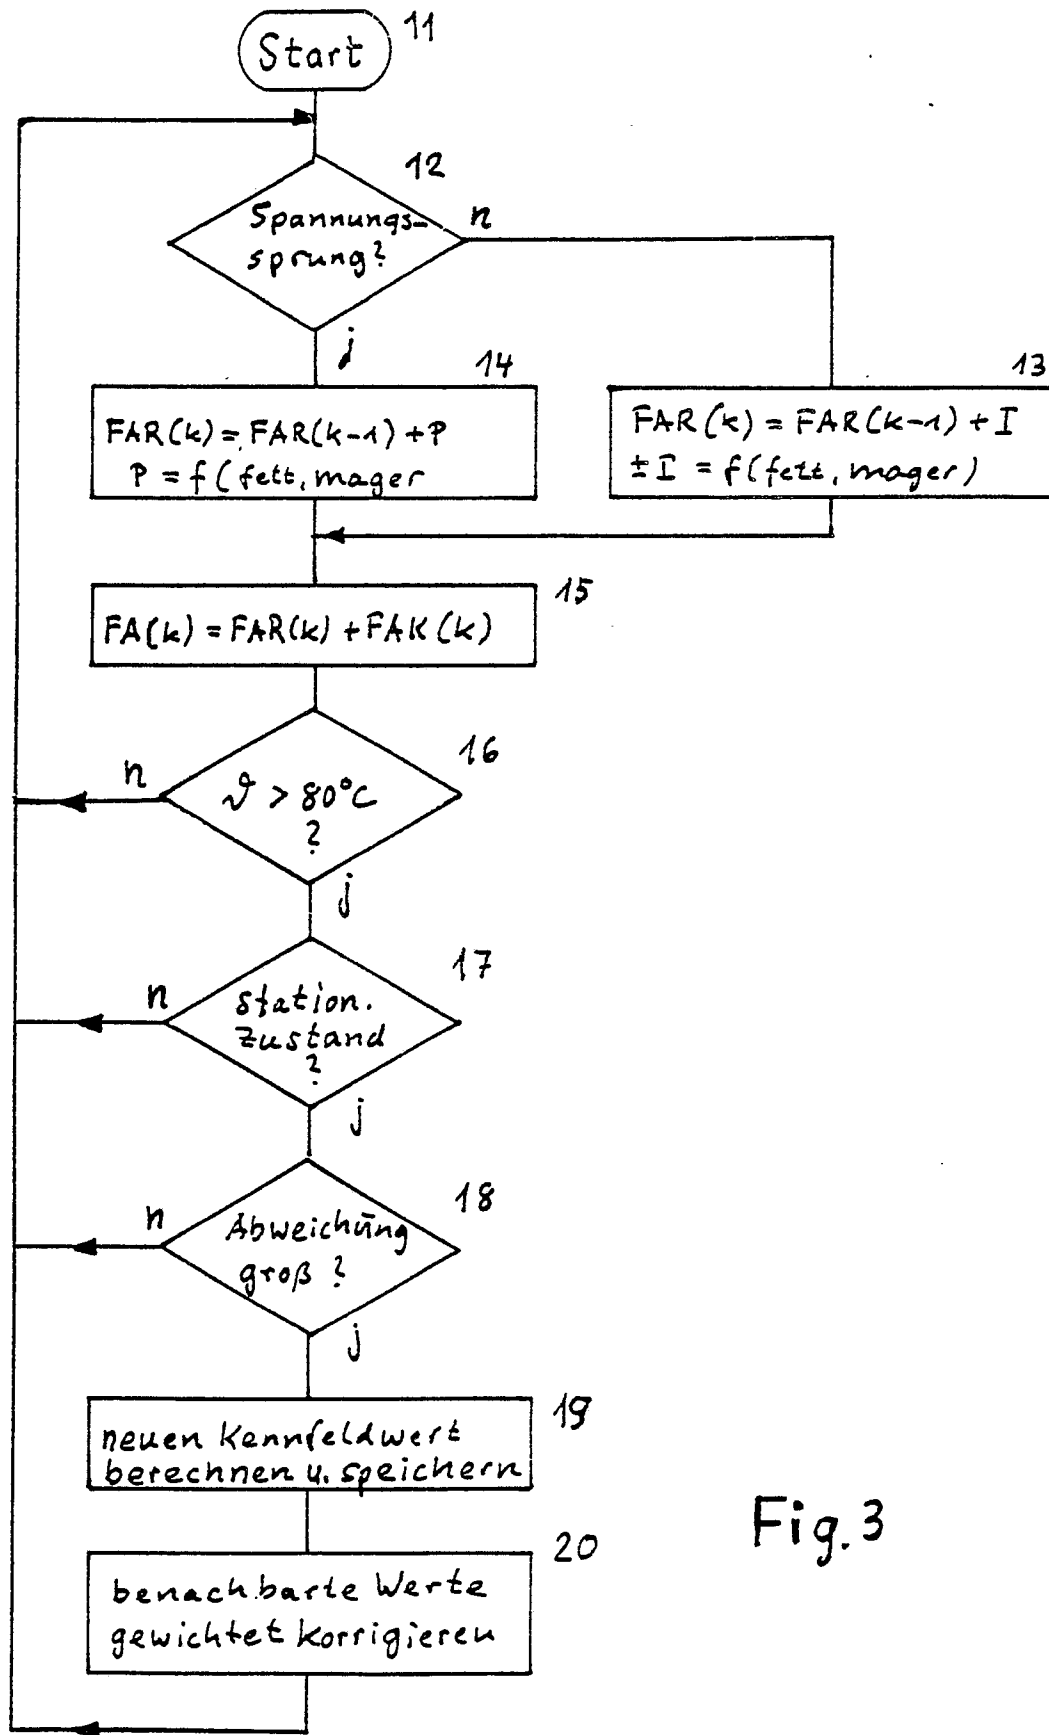 11
Start
12
Spannungs-
sprung?
n
j
14
FAR(k) = FAR(k-1) + P
P = f(fett, mager
13
FAR(k) = FAR(k-1) + I
± I = f(fett, mager)
15
FA(k) = FAR(k) + FAK(k)
16
n
ϑ > 80°C
?
j
17
n
station.
Zustand
?
j
18
n
Abweichung
groß ?
j
19
neuen Kennfeldwert
berechnen u. speichern
20
benachbarte Werte
gewichtet korrigieren
Fig. 3